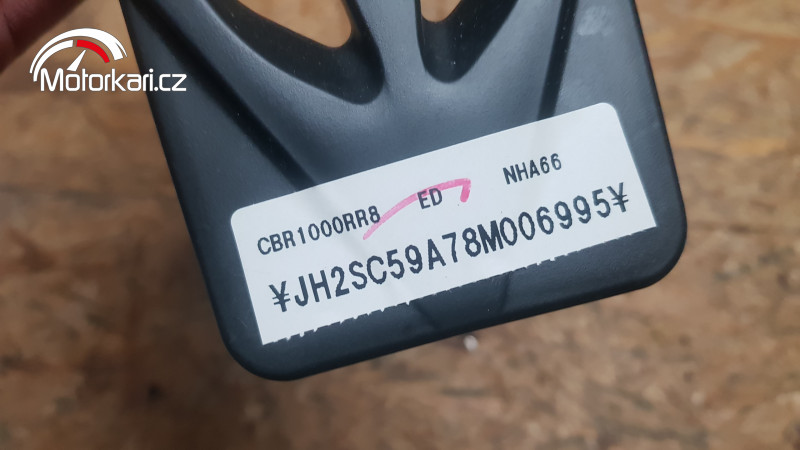 Motorkari.cz
CBR1000RR8 ED NHA66
¥JH2SC59A78M006995¥